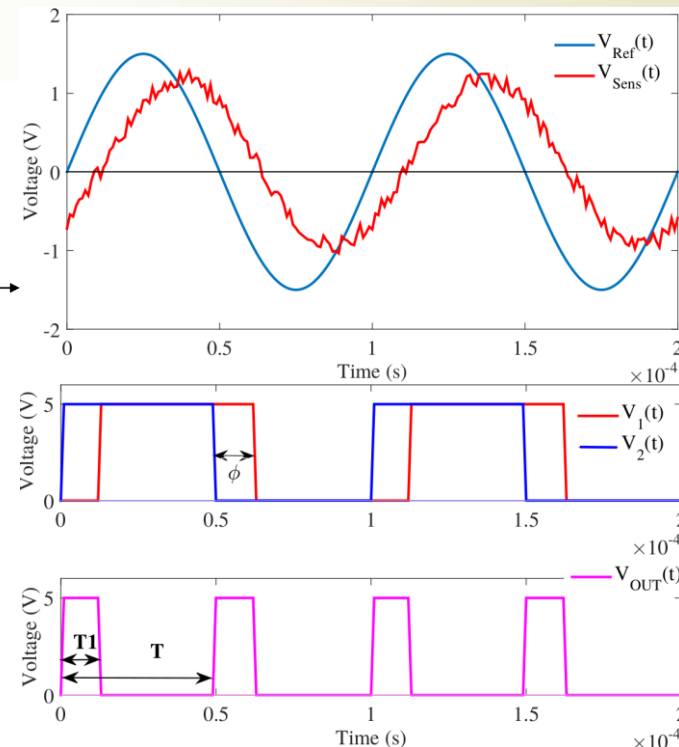 2
1
0
-1
-2
Voltage (V)
V_Ref(t)
V_Sens(t)
0 0.5 1 1.5 2
Time (s)
×10⁻⁴
5
0
Voltage (V)
V_1(t)
V_2(t)
ϕ
0 0.5 1 1.5 2
×10⁻⁴
5
0
Voltage (V)
V_OUT(t)
T1
T
0 0.5 1 1.5 2
Time (s)
×10⁻⁴